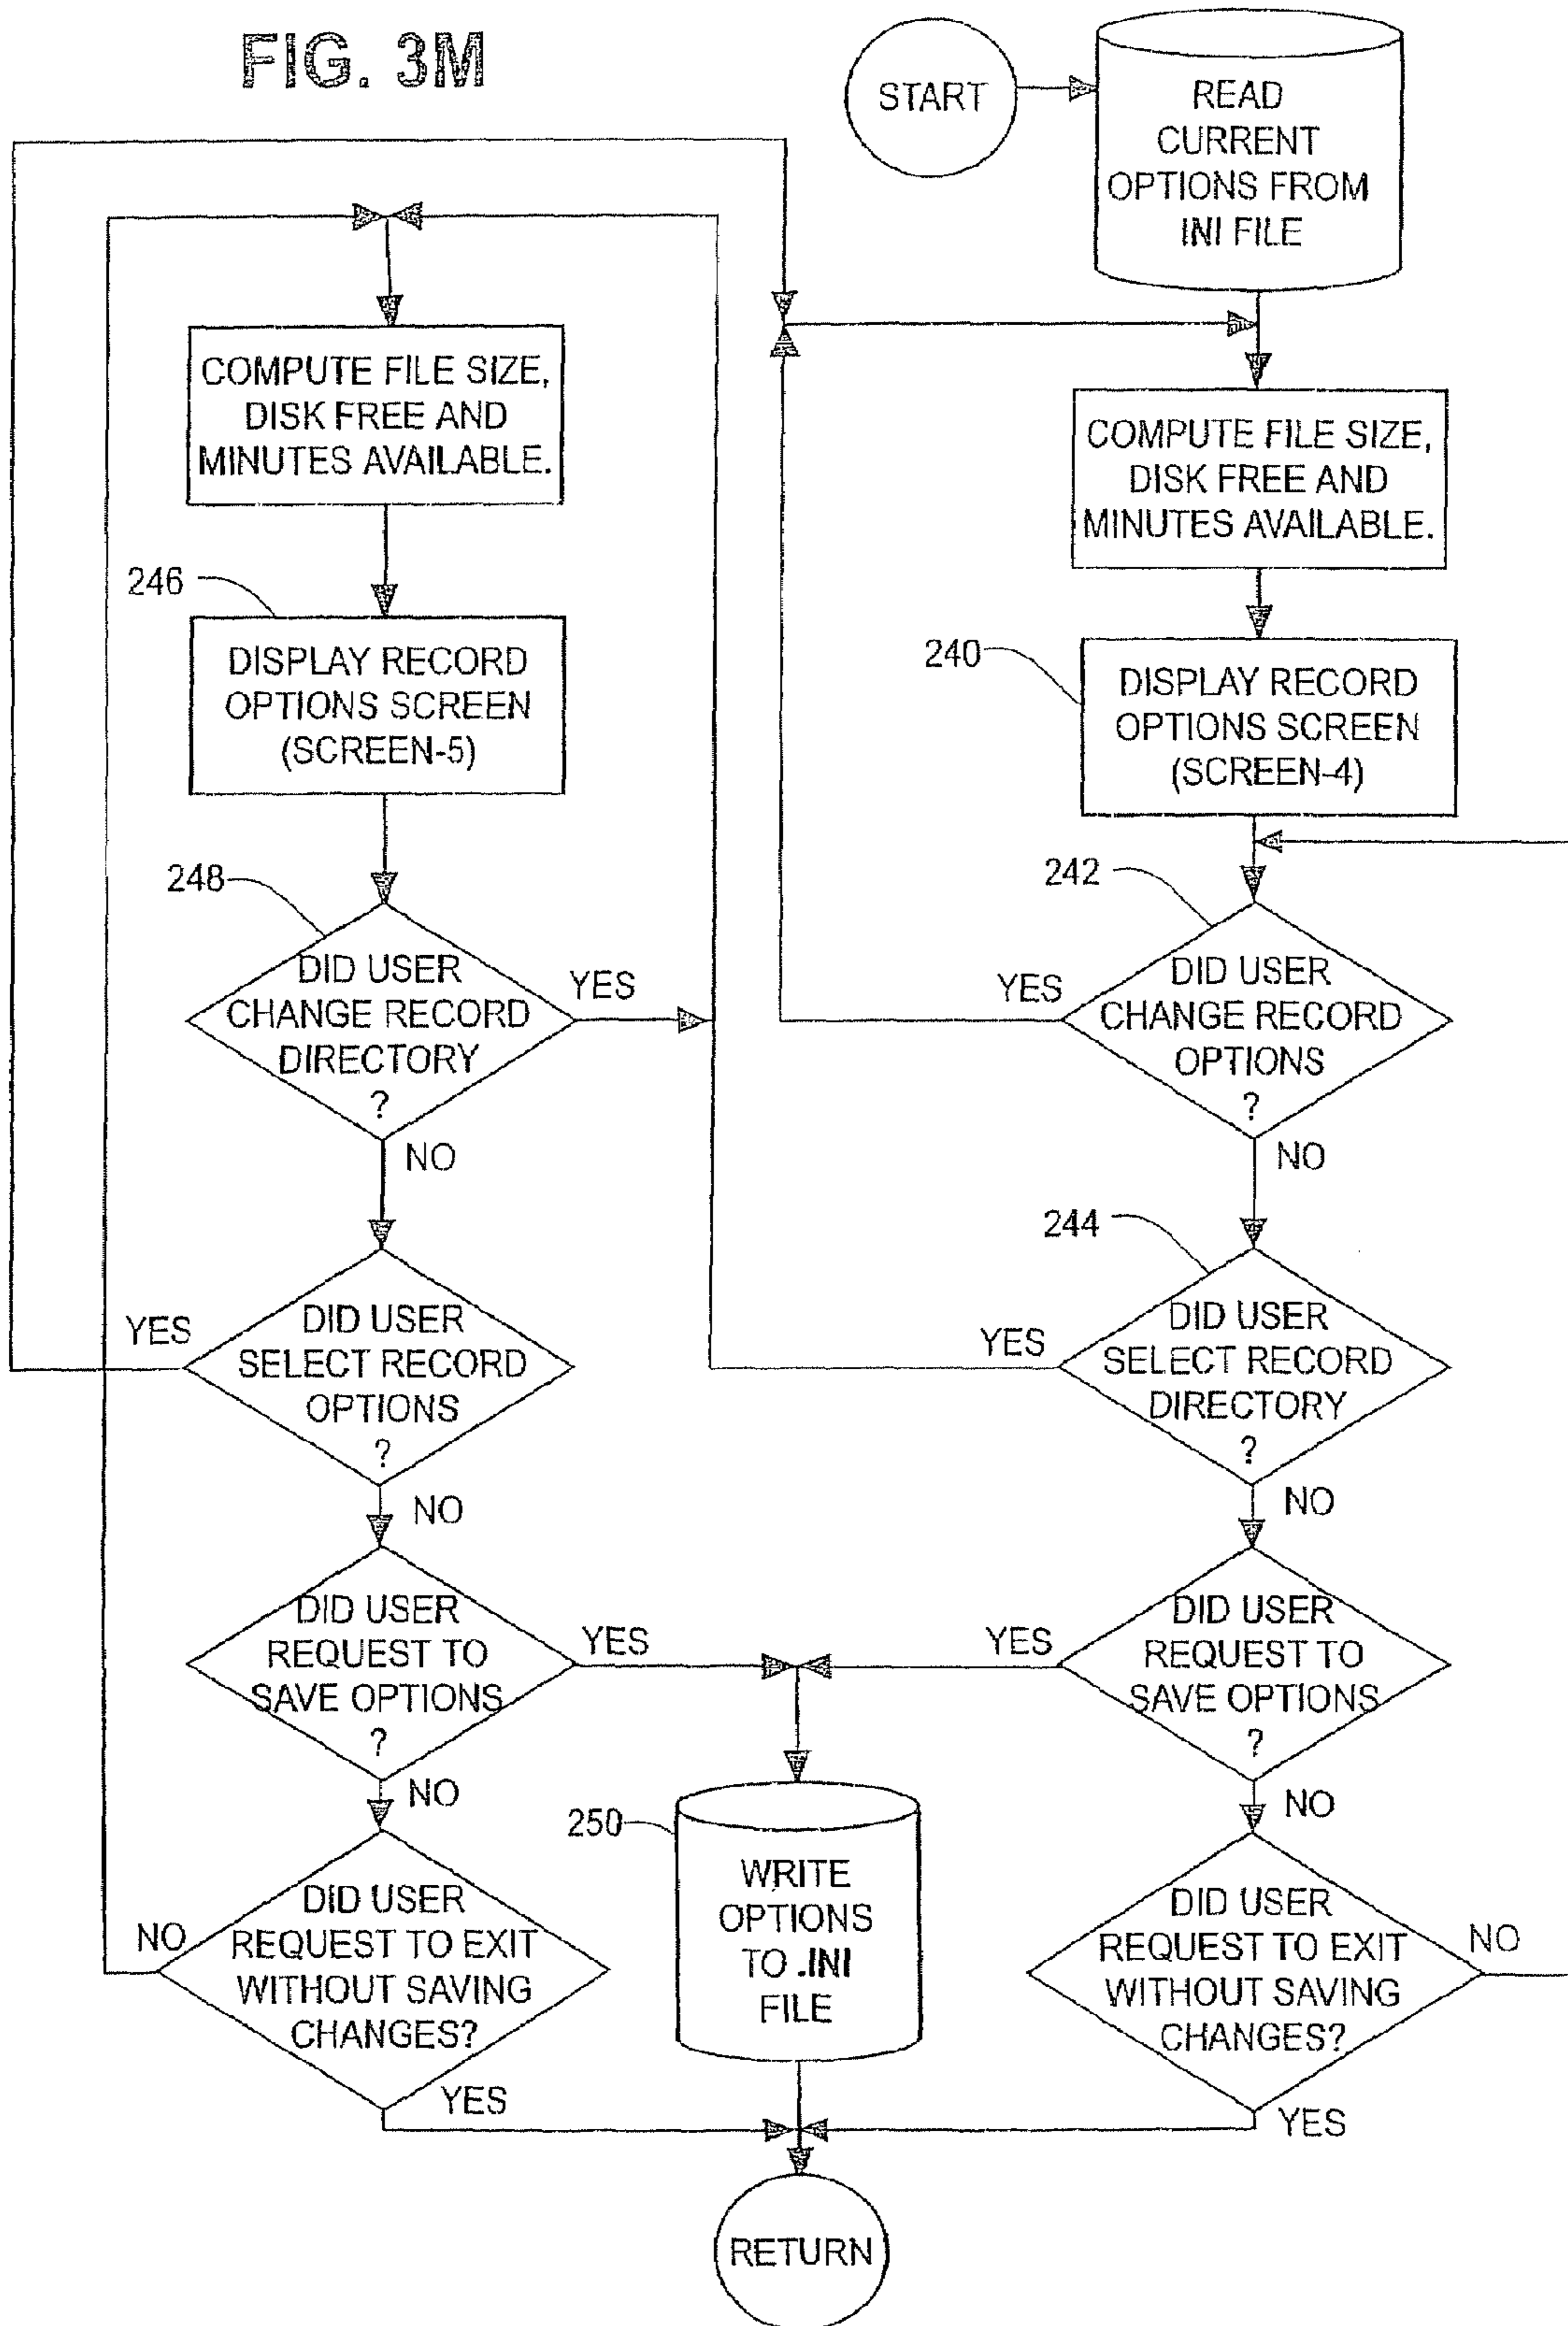 FIG. 3M
START
READ
CURRENT
OPTIONS FROM
INI FILE
COMPUTE FILE SIZE,
DISK FREE AND
MINUTES AVAILABLE.
COMPUTE FILE SIZE,
DISK FREE AND
MINUTES AVAILABLE.
246
DISPLAY RECORD
OPTIONS SCREEN
(SCREEN-5)
240
DISPLAY RECORD
OPTIONS SCREEN
(SCREEN-4)
248
DID USER
CHANGE RECORD
DIRECTORY
?
YES
NO
242
DID USER
CHANGE RECORD
OPTIONS
?
YES
NO
DID USER
SELECT RECORD
OPTIONS
?
YES
NO
244
DID USER
SELECT RECORD
DIRECTORY
?
YES
NO
DID USER
REQUEST TO
SAVE OPTIONS
?
YES
NO
DID USER
REQUEST TO
SAVE OPTIONS
?
YES
NO
250
WRITE
OPTIONS
TO .INI
FILE
DID USER
REQUEST TO EXIT
WITHOUT SAVING
CHANGES?
NO
YES
DID USER
REQUEST TO EXIT
WITHOUT SAVING
CHANGES?
NO
YES
RETURN